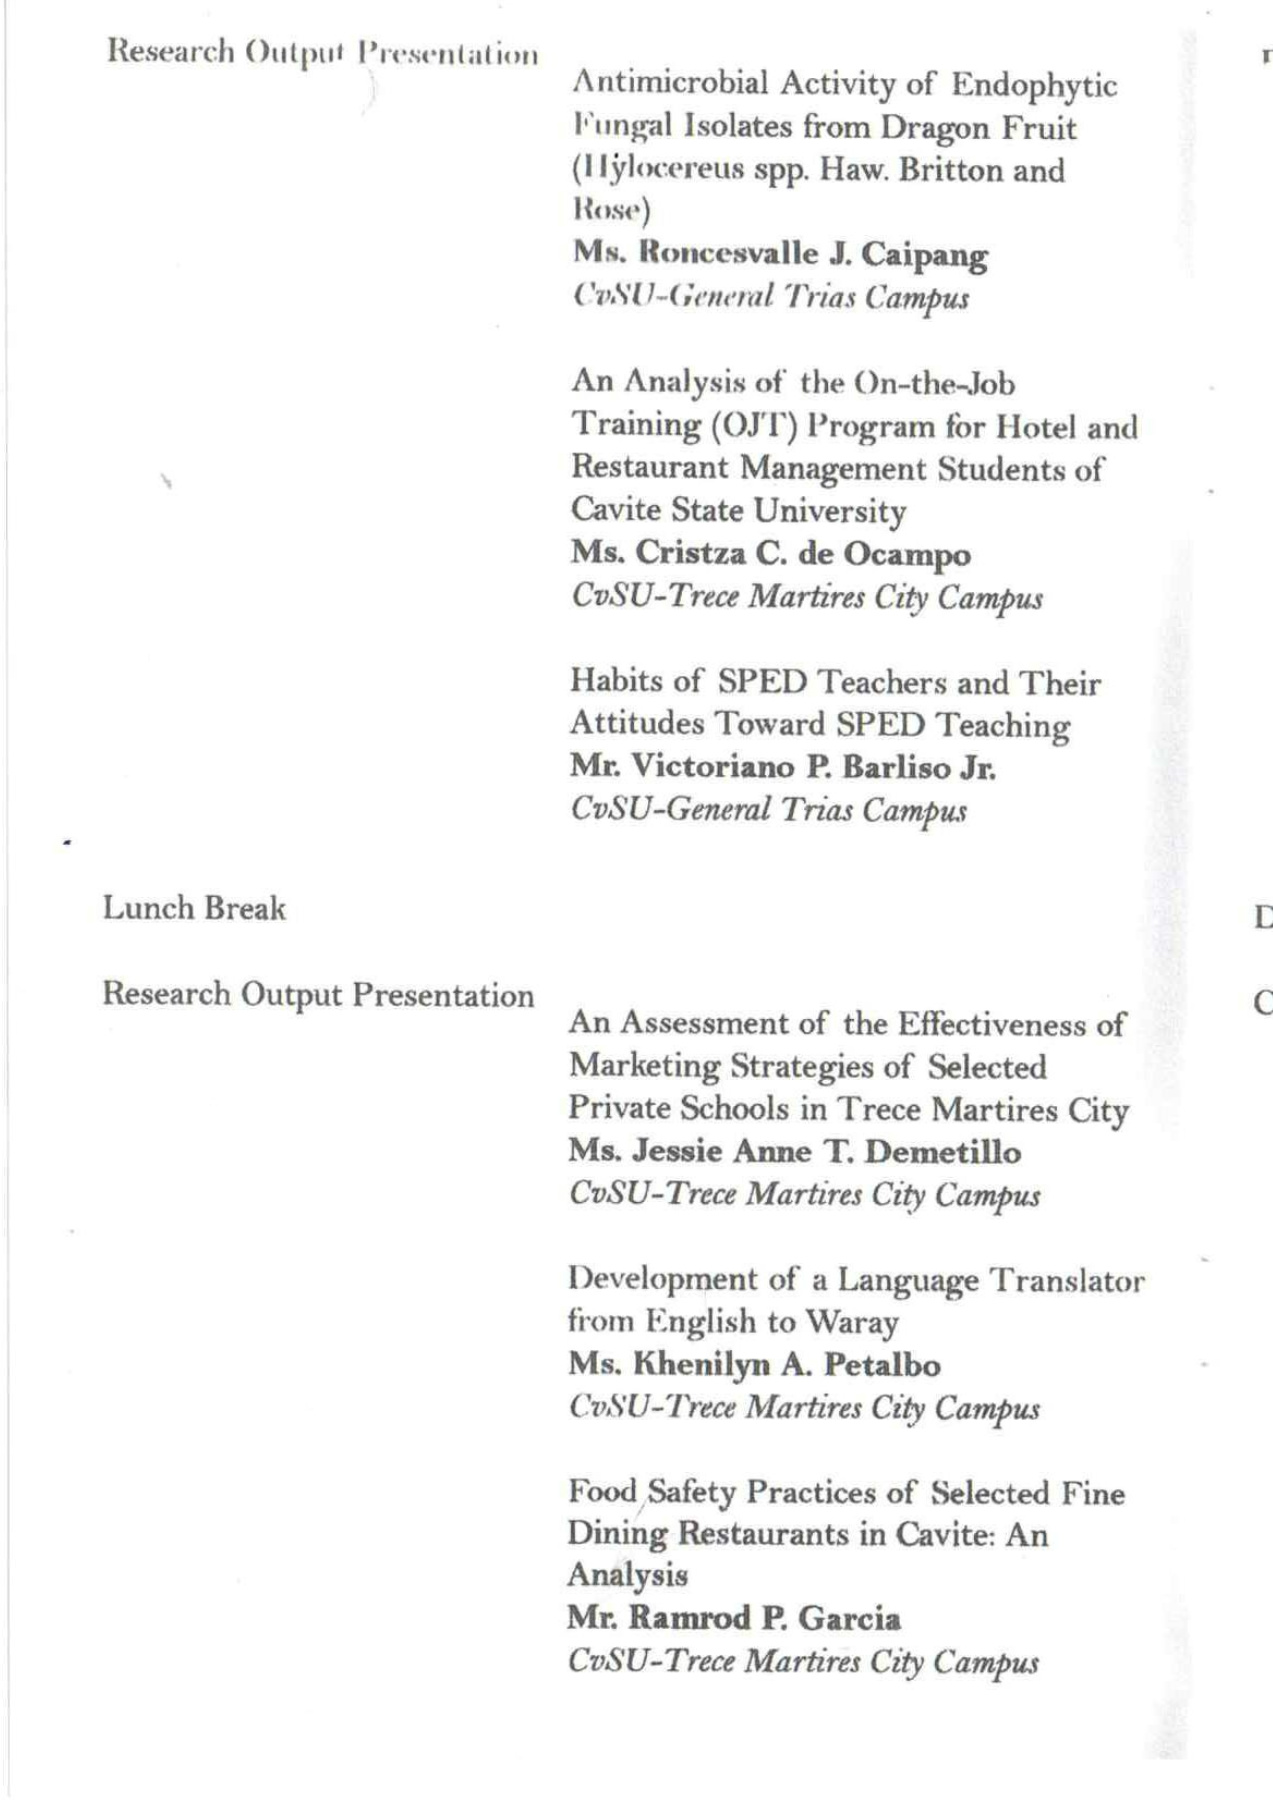 Research Output Presentation
Antimicrobial Activity of Endophytic
Fungal Isolates from Dragon Fruit
(Hylocereus spp. Haw. Britton and
Rose)
Ms. Roncesvalle J. Caipang
CvSU-General Trias Campus
An Analysis of the On-the-Job
Training (OJT) Program for Hotel and
Restaurant Management Students of
Cavite State University
Ms. Cristza C. de Ocampo
CvSU-Trece Martires City Campus
Habits of SPED Teachers and Their
Attitudes Toward SPED Teaching
Mr. Victoriano P. Barliso Jr.
CvSU-General Trias Campus
Lunch Break
Research Output Presentation
An Assessment of the Effectiveness of
Marketing Strategies of Selected
Private Schools in Trece Martires City
Ms. Jessie Anne T. Demetillo
CvSU-Trece Martires City Campus
Development of a Language Translator
from English to Waray
Ms. Khenilyn A. Petalbo
CvSU-Trece Martires City Campus
Food Safety Practices of Selected Fine
Dining Restaurants in Cavite: An
Analysis
Mr. Ramrod P. Garcia
CvSU-Trece Martires City Campus